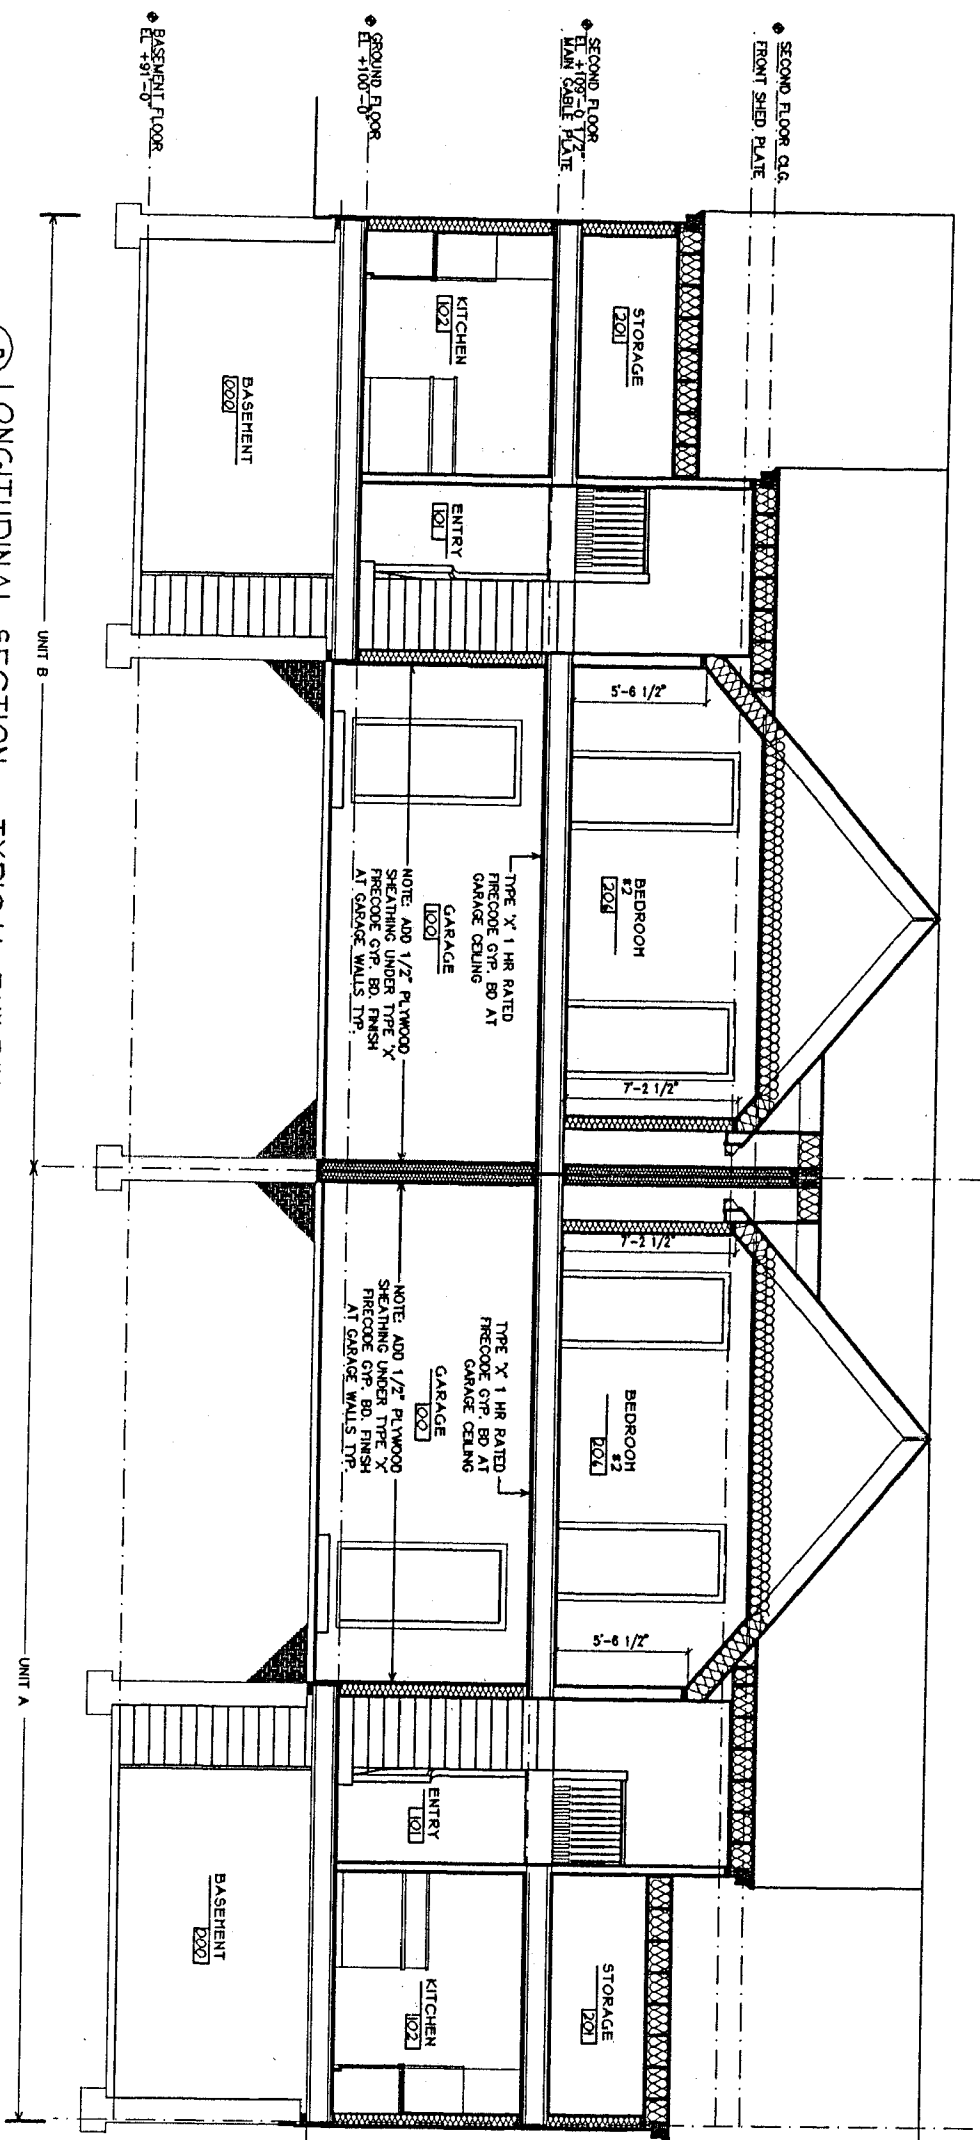 SECOND FLOOR CLG.
FRONT SHED PLATE
SECOND FLOOR
EL +109'-0 1/2"
MAIN GABLE PLATE
GROUND FLOOR
EL +100'-0"
BASEMENT FLOOR
EL +91'-0"
STORAGE
201
KITCHEN
102
BASEMENT
000
ENTRY
101
5'-6 1/2"
BEDROOM
#2
204
7'-2 1/2"
TYPE 'X' 1 HR RATED
FIRECODE GYP. BD AT
GARAGE CEILING
GARAGE
100
NOTE: ADD 1/2" PLYWOOD
SHEATHING UNDER TYPE 'X'
FIRECODE GYP. BD. FINISH
AT GARAGE WALLS TYP.
7'-2 1/2"
BEDROOM
#2
204
5'-6 1/2"
TYPE 'X' 1 HR RATED
FIRECODE GYP. BD AT
GARAGE CEILING
GARAGE
100
NOTE: ADD 1/2" PLYWOOD
SHEATHING UNDER TYPE 'X'
FIRECODE GYP. BD. FINISH
AT GARAGE WALLS TYP.
ENTRY
101
STORAGE
201
KITCHEN
102
BASEMENT
000
UNIT B
UNIT A
LONGITUDINAL SECTION